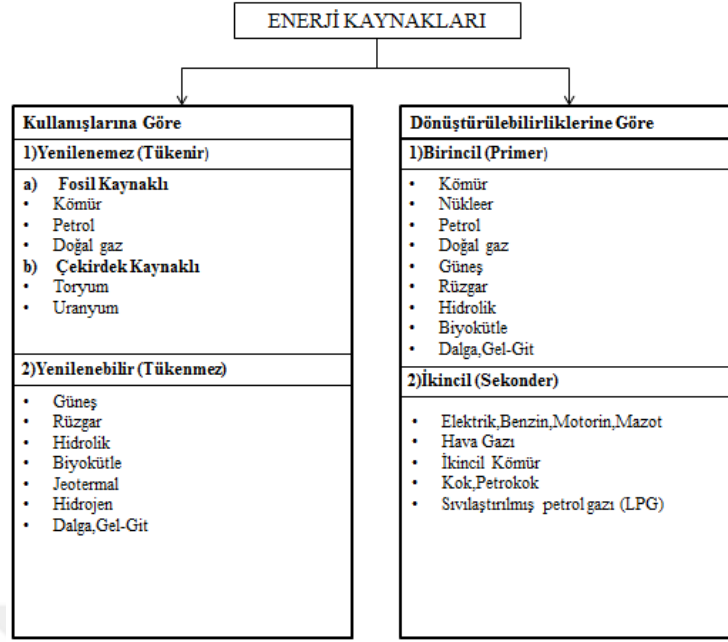 ENERJİ KAYNAKLARI
Kullanışlarına Göre
1)Yenilenemez (Tükenir)
a) Fosil Kaynaklı
• Kömür
• Petrol
• Doğal gaz
b) Çekirdek Kaynaklı
• Toryum
• Uranyum
2)Yenilenebilir (Tükenmez)
• Güneş
• Rüzgar
• Hidrolik
• Biyokütle
• Jeotermal
• Hidrojen
• Dalga,Gel-Git
Dönüştürülebilirliklerine Göre
1)Birincil (Primer)
• Kömür
• Nükleer
• Petrol
• Doğal gaz
• Güneş
• Rüzgar
• Hidrolik
• Biyokütle
• Dalga,Gel-Git
2)İkincil (Sekonder)
• Elektrik,Benzin,Motorin,Mazot
• Hava Gazı
• İkincil Kömür
• Kok,Petrokok
• Sıvılaştırılmış petrol gazı (LPG)